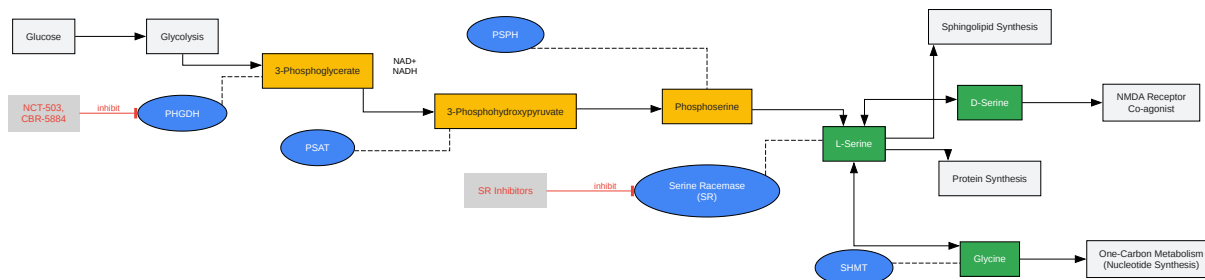 Sphingolipid Synthesis
PSPH
Glucose
Glycolysis
NAD+
NADH
3-Phosphoglycerate
NCT-503,
CBR-5884
inhibit
PHGDH
3-Phosphohydroxypyruvate
Phosphoserine
D-Serine
NMDA Receptor
Co-agonist
PSAT
L-Serine
Protein Synthesis
SR Inhibitors
inhibit
Serine Racemase
(SR)
SHMT
Glycine
One-Carbon Metabolism
(Nucleotide Synthesis)